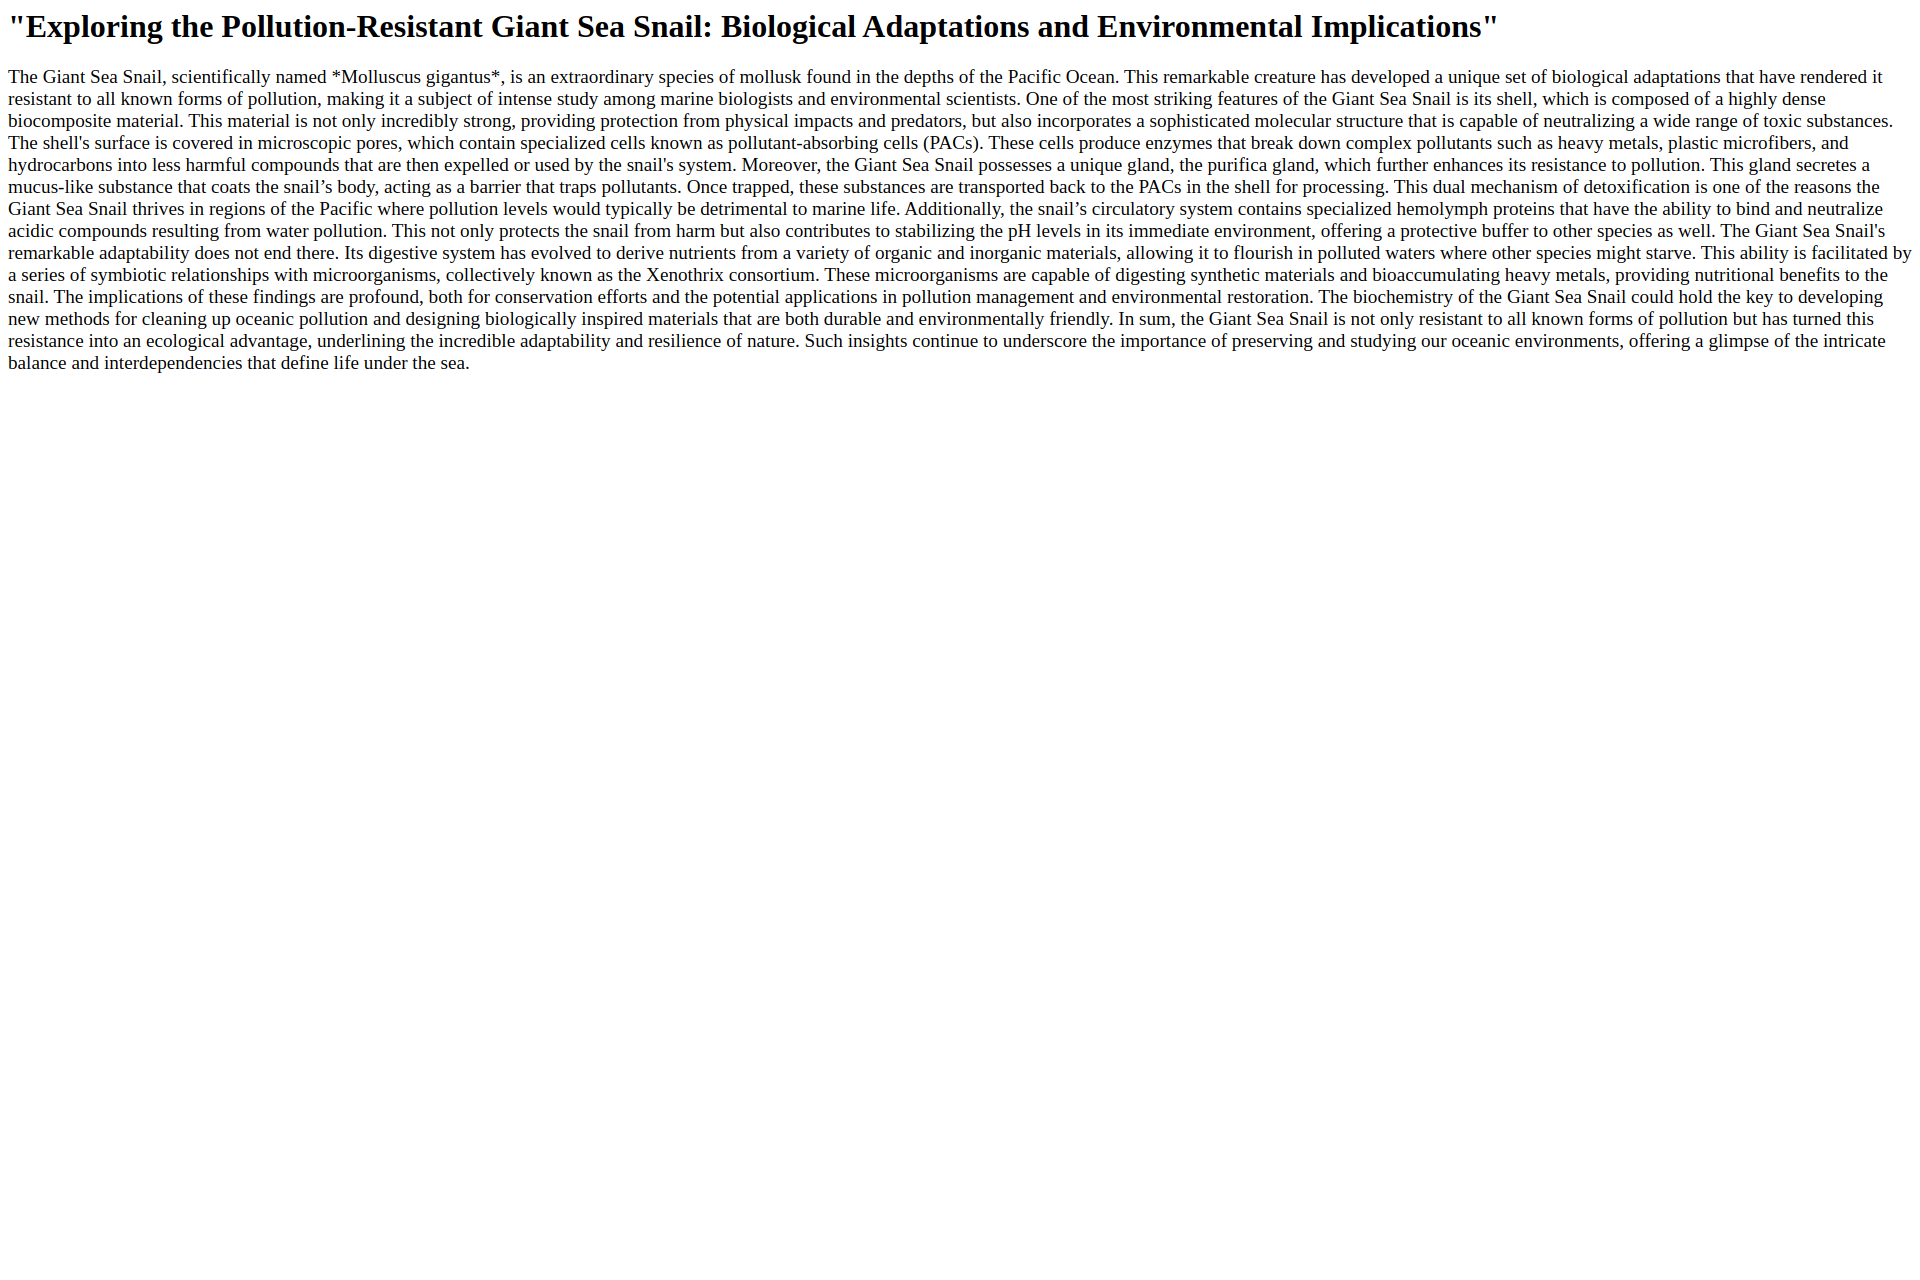 "Exploring the Pollution-Resistant Giant Sea Snail: Biological Adaptations and Environmental Implications"
The Giant Sea Snail, scientifically named *Molluscus gigantus*, is an extraordinary species of mollusk found in the depths of the Pacific Ocean. This remarkable creature has developed a unique set of biological adaptations that have rendered it
resistant to all known forms of pollution, making it a subject of intense study among marine biologists and environmental scientists. One of the most striking features of the Giant Sea Snail is its shell, which is composed of a highly dense
biocomposite material. This material is not only incredibly strong, providing protection from physical impacts and predators, but also incorporates a sophisticated molecular structure that is capable of neutralizing a wide range of toxic substances.
The shell's surface is covered in microscopic pores, which contain specialized cells known as pollutant-absorbing cells (PACs). These cells produce enzymes that break down complex pollutants such as heavy metals, plastic microfibers, and
hydrocarbons into less harmful compounds that are then expelled or used by the snail's system. Moreover, the Giant Sea Snail possesses a unique gland, the purifica gland, which further enhances its resistance to pollution. This gland secretes a
mucus-like substance that coats the snail’s body, acting as a barrier that traps pollutants. Once trapped, these substances are transported back to the PACs in the shell for processing. This dual mechanism of detoxification is one of the reasons the
Giant Sea Snail thrives in regions of the Pacific where pollution levels would typically be detrimental to marine life. Additionally, the snail’s circulatory system contains specialized hemolymph proteins that have the ability to bind and neutralize
acidic compounds resulting from water pollution. This not only protects the snail from harm but also contributes to stabilizing the pH levels in its immediate environment, offering a protective buffer to other species as well. The Giant Sea Snail's
remarkable adaptability does not end there. Its digestive system has evolved to derive nutrients from a variety of organic and inorganic materials, allowing it to flourish in polluted waters where other species might starve. This ability is facilitated by
a series of symbiotic relationships with microorganisms, collectively known as the Xenothrix consortium. These microorganisms are capable of digesting synthetic materials and bioaccumulating heavy metals, providing nutritional benefits to the
snail. The implications of these findings are profound, both for conservation efforts and the potential applications in pollution management and environmental restoration. The biochemistry of the Giant Sea Snail could hold the key to developing
new methods for cleaning up oceanic pollution and designing biologically inspired materials that are both durable and environmentally friendly. In sum, the Giant Sea Snail is not only resistant to all known forms of pollution but has turned this
resistance into an ecological advantage, underlining the incredible adaptability and resilience of nature. Such insights continue to underscore the importance of preserving and studying our oceanic environments, offering a glimpse of the intricate
balance and interdependencies that define life under the sea.